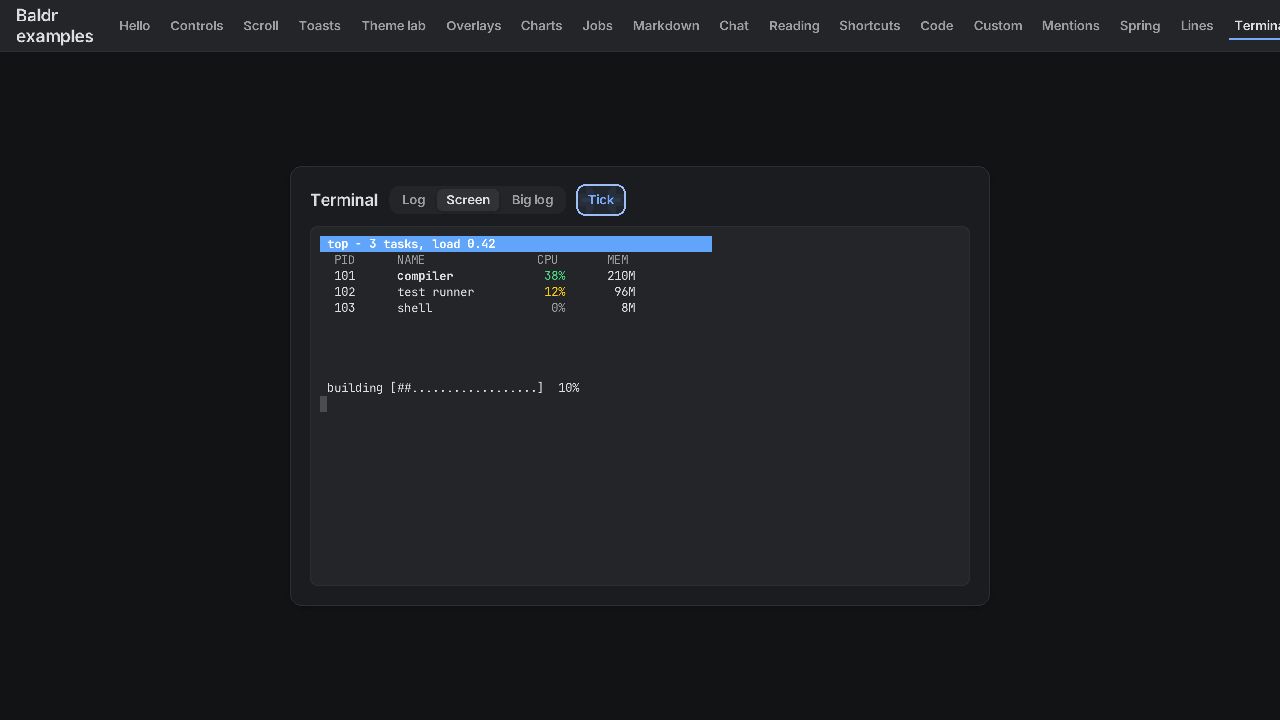 Baldr examples
Hello Controls Scroll Toasts Theme lab Overlays Charts Jobs Markdown Chat Reading Shortcuts Code Custom Mentions Spring Lines Termina
Terminal Log Screen Big log Tick
top - 3 tasks, load 0.42
PID NAME CPU MEM
101 compiler 38% 210M
102 test runner 12% 96M
103 shell 0% 8M
building [##..................] 10%